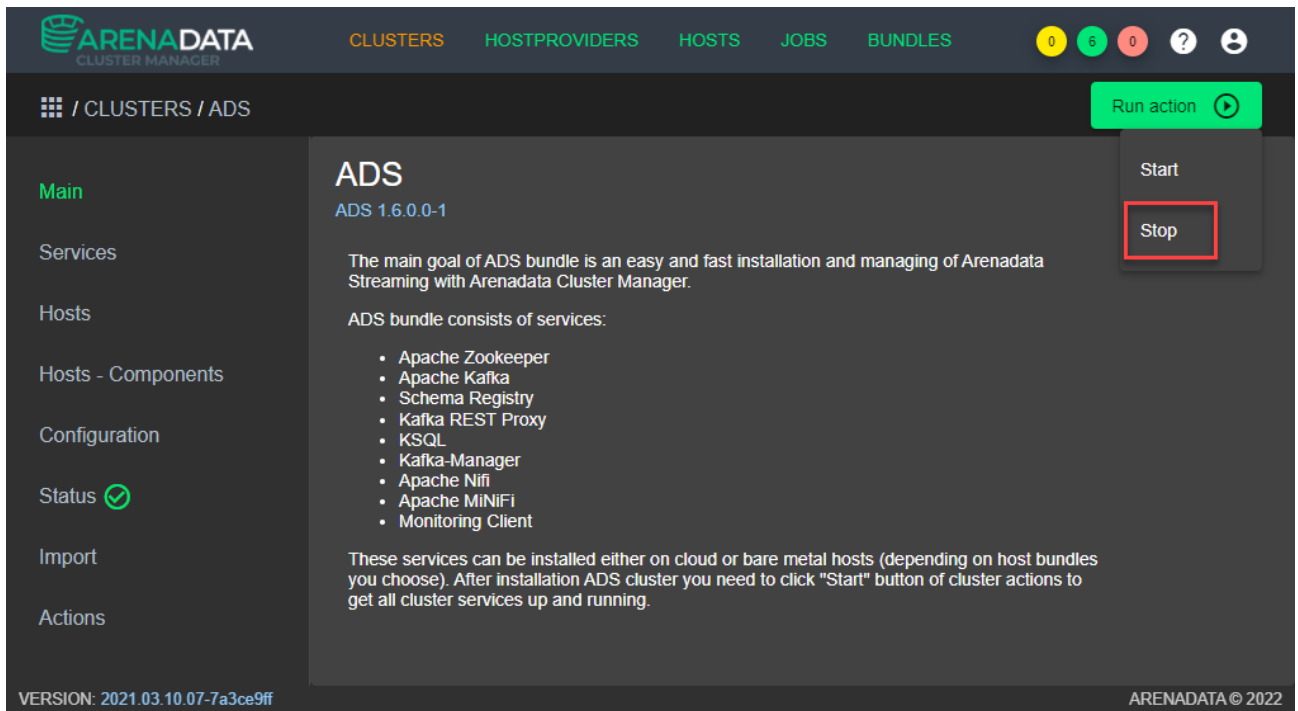 ARENADATA
CLUSTER MANAGER
CLUSTERS HOSTPROVIDERS HOSTS JOBS BUNDLES 0 6 0 ?
/ CLUSTERS / ADS
Run action
Start
Stop
Main
Services
Hosts
Hosts - Components
Configuration
Status
Import
Actions
ADS
ADS 1.6.0.0-1
The main goal of ADS bundle is an easy and fast installation and managing of Arenadata
Streaming with Arenadata Cluster Manager.
ADS bundle consists of services:
• Apache Zookeeper
• Apache Kafka
• Schema Registry
• Kafka REST Proxy
• KSQL
• Kafka-Manager
• Apache Nifi
• Apache MiNiFi
• Monitoring Client
These services can be installed either on cloud or bare metal hosts (depending on host bundles
you choose). After installation ADS cluster you need to click "Start" button of cluster actions to
get all cluster services up and running.
VERSION: 2021.03.10.07-7a3ce9ff
ARENADATA © 2022